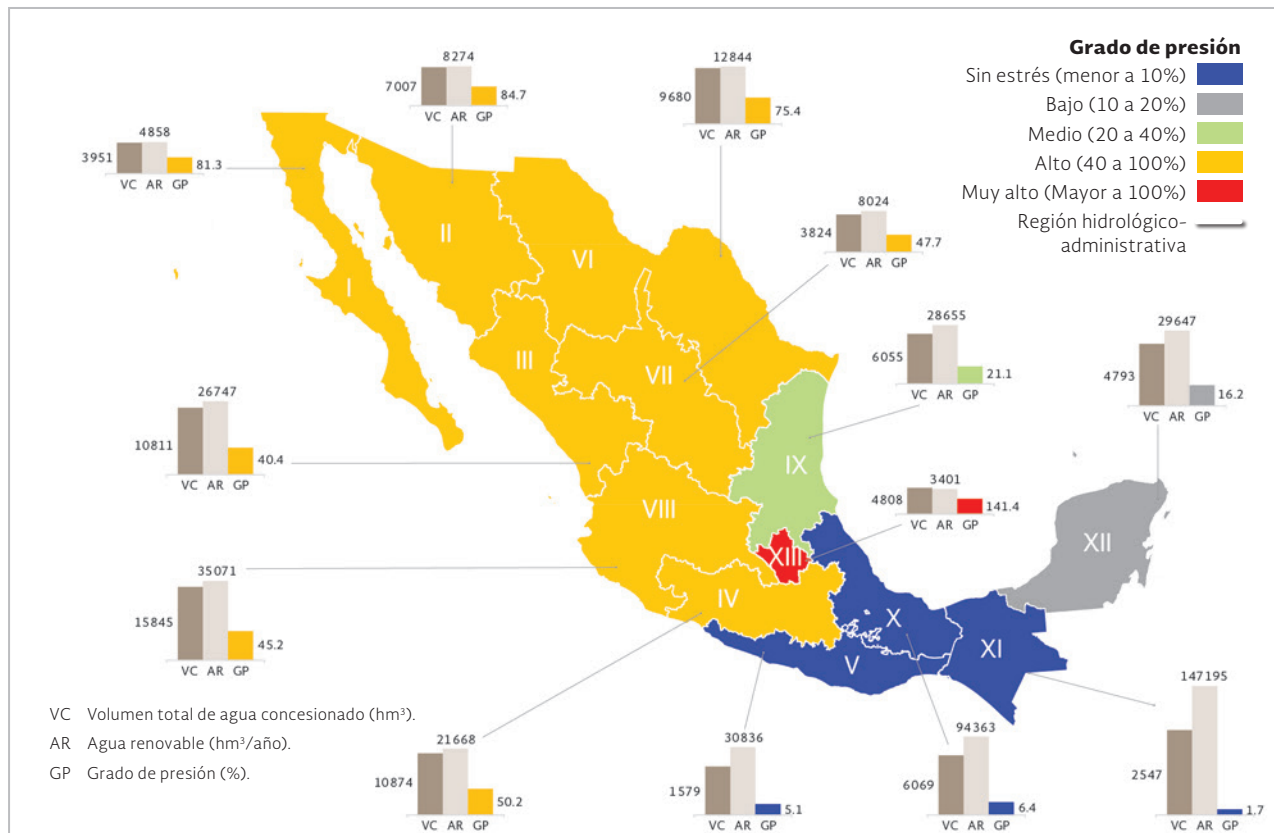 Grado de presión
Sin estrés (menor a 10%)
Bajo (10 a 20%)
Medio (20 a 40%)
Alto (40 a 100%)
Muy alto (Mayor a 100%)
Región hidrológico-
administrativa
8274
7007
84.7
VC AR GP
12844
9680
75.4
VC AR GP
4858
3951
81.3
VC AR GP
8024
3824
47.7
VC AR GP
28655
6055
21.1
VC AR GP
29647
4793
16.2
VC AR GP
26747
10811
40.4
VC AR GP
3401
4808
141.4
VC AR GP
35071
15845
45.2
VC AR GP
I
II
VI
III
VII
IX
VIII
XIII
XII
IV
X
V
XI
147195
2547
1.7
VC AR GP
21668
10874
50.2
VC AR GP
30836
1579
5.1
VC AR GP
94363
6069
6.4
VC AR GP
VC Volumen total de agua concesionado (hm³).
AR Agua renovable (hm³/año).
GP Grado de presión (%).